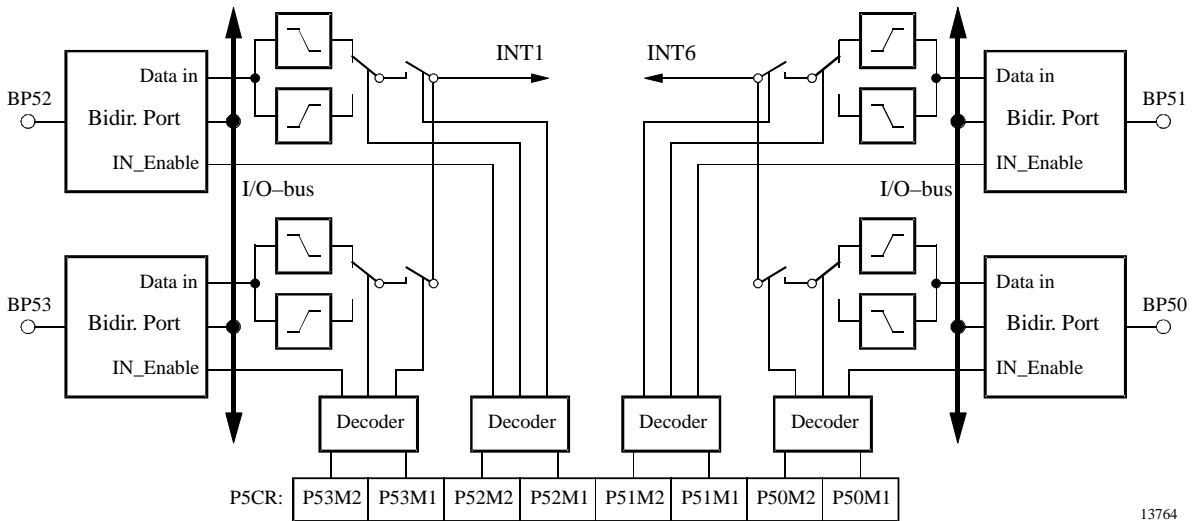 INT1
INT6
Data in
BP52
Bidir. Port
IN_Enable
Data in
BP51
Bidir. Port
IN_Enable
I/O–bus
I/O–bus
Data in
BP53
Bidir. Port
IN_Enable
Data in
BP50
Bidir. Port
IN_Enable
Decoder
Decoder
Decoder
Decoder
P5CR: P53M2 P53M1 P52M2 P52M1 P51M2 P51M1 P50M2 P50M1
13764